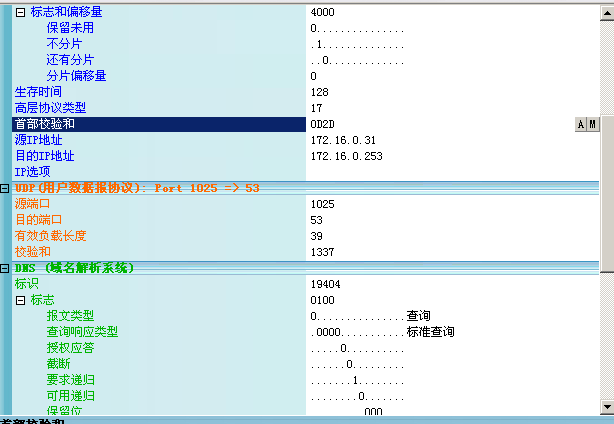 标志和偏移量 4000
保留未用 0...............
不分片 .1..............
还有分片 ..0.............
分片偏移量 0
生存时间 128
高层协议类型 17
首部校验和 0D2D A M
源IP地址 172.16.0.31
目的IP地址 172.16.0.253
IP选项
UDP(用户数据报协议): Port 1025 => 53
源端口 1025
目的端口 53
有效负载长度 39
校验和 1337
DNS (域名解析系统)
标识 19404
标志 0100
报文类型 0...............查询
查询响应类型 .0000...........标准查询
授权应答 .....0..........
截断 ......0.........
要求递归 .......1........
可用递归 ........0.......
保留位 .........000....
首部校验和